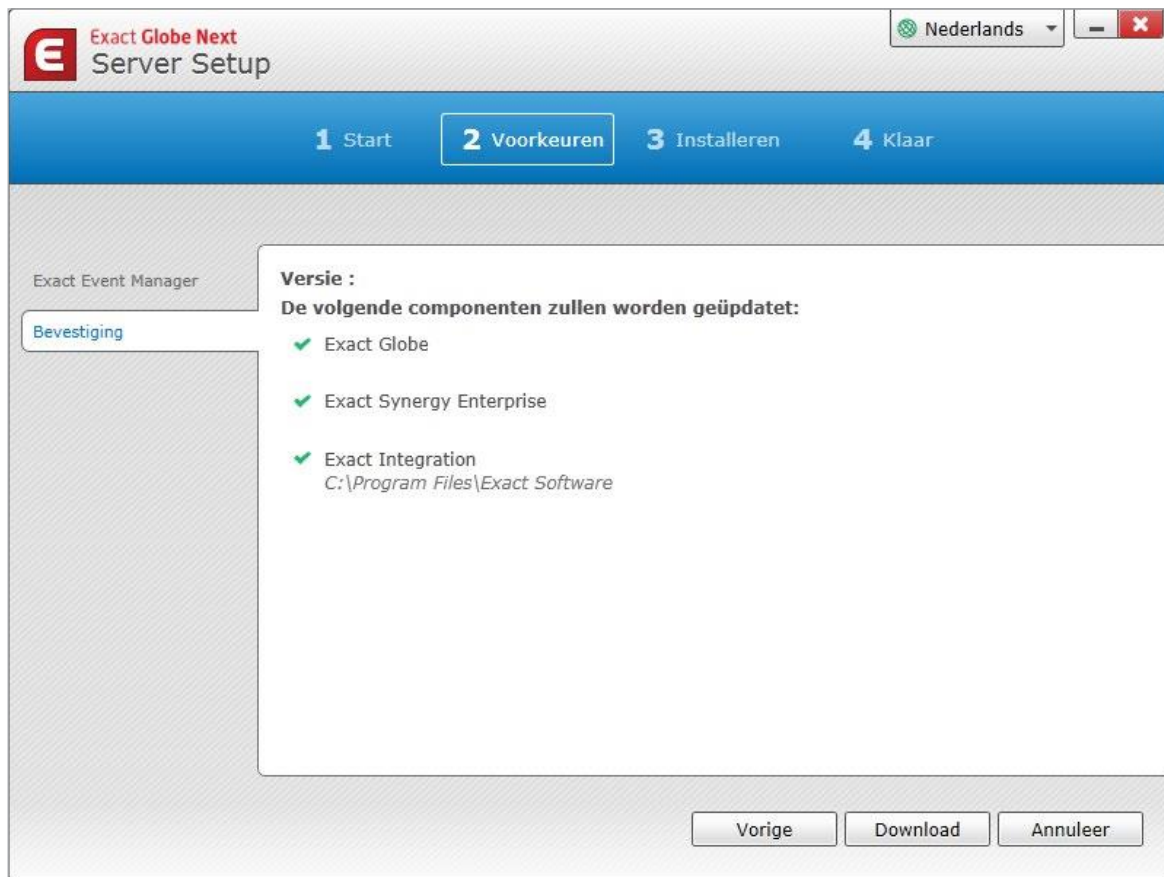 Exact Globe Next
Server Setup
Nederlands
1 Start
2 Voorkeuren
3 Installeren
4 Klaar
Exact Event Manager
Bevestiging
Versie :
De volgende componenten zullen worden geüpdatet:
Exact Globe
Exact Synergy Enterprise
Exact Integration
C:\Program Files\Exact Software
Vorige
Download
Annuleer